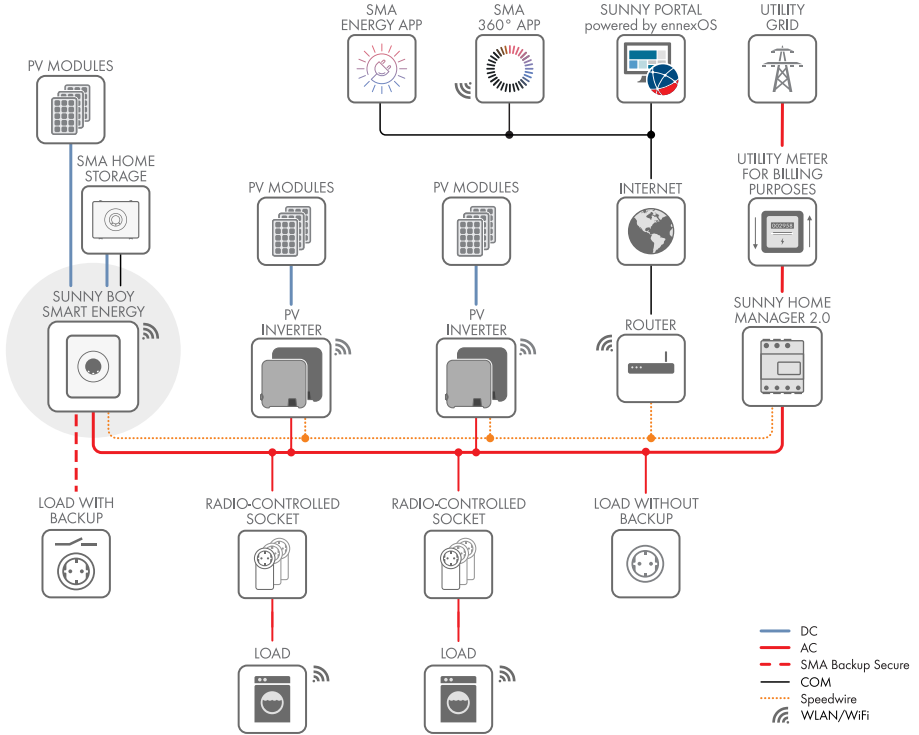 SMA
ENERGY APP
SMA
360° APP
SUNNY PORTAL
powered by ennexOS
UTILITY
GRID
PV MODULES
SMA HOME
STORAGE
PV MODULES
PV MODULES
INTERNET
UTILITY METER
FOR BILLING
PURPOSES
SUNNY BOY
SMART ENERGY
PV
INVERTER
PV
INVERTER
ROUTER
SUNNY HOME
MANAGER 2.0
LOAD WITH
BACKUP
RADIO-CONTROLLED
SOCKET
RADIO-CONTROLLED
SOCKET
LOAD WITHOUT
BACKUP
LOAD
LOAD
DC
AC
SMA Backup Secure
COM
Speedwire
WLAN/WiFi